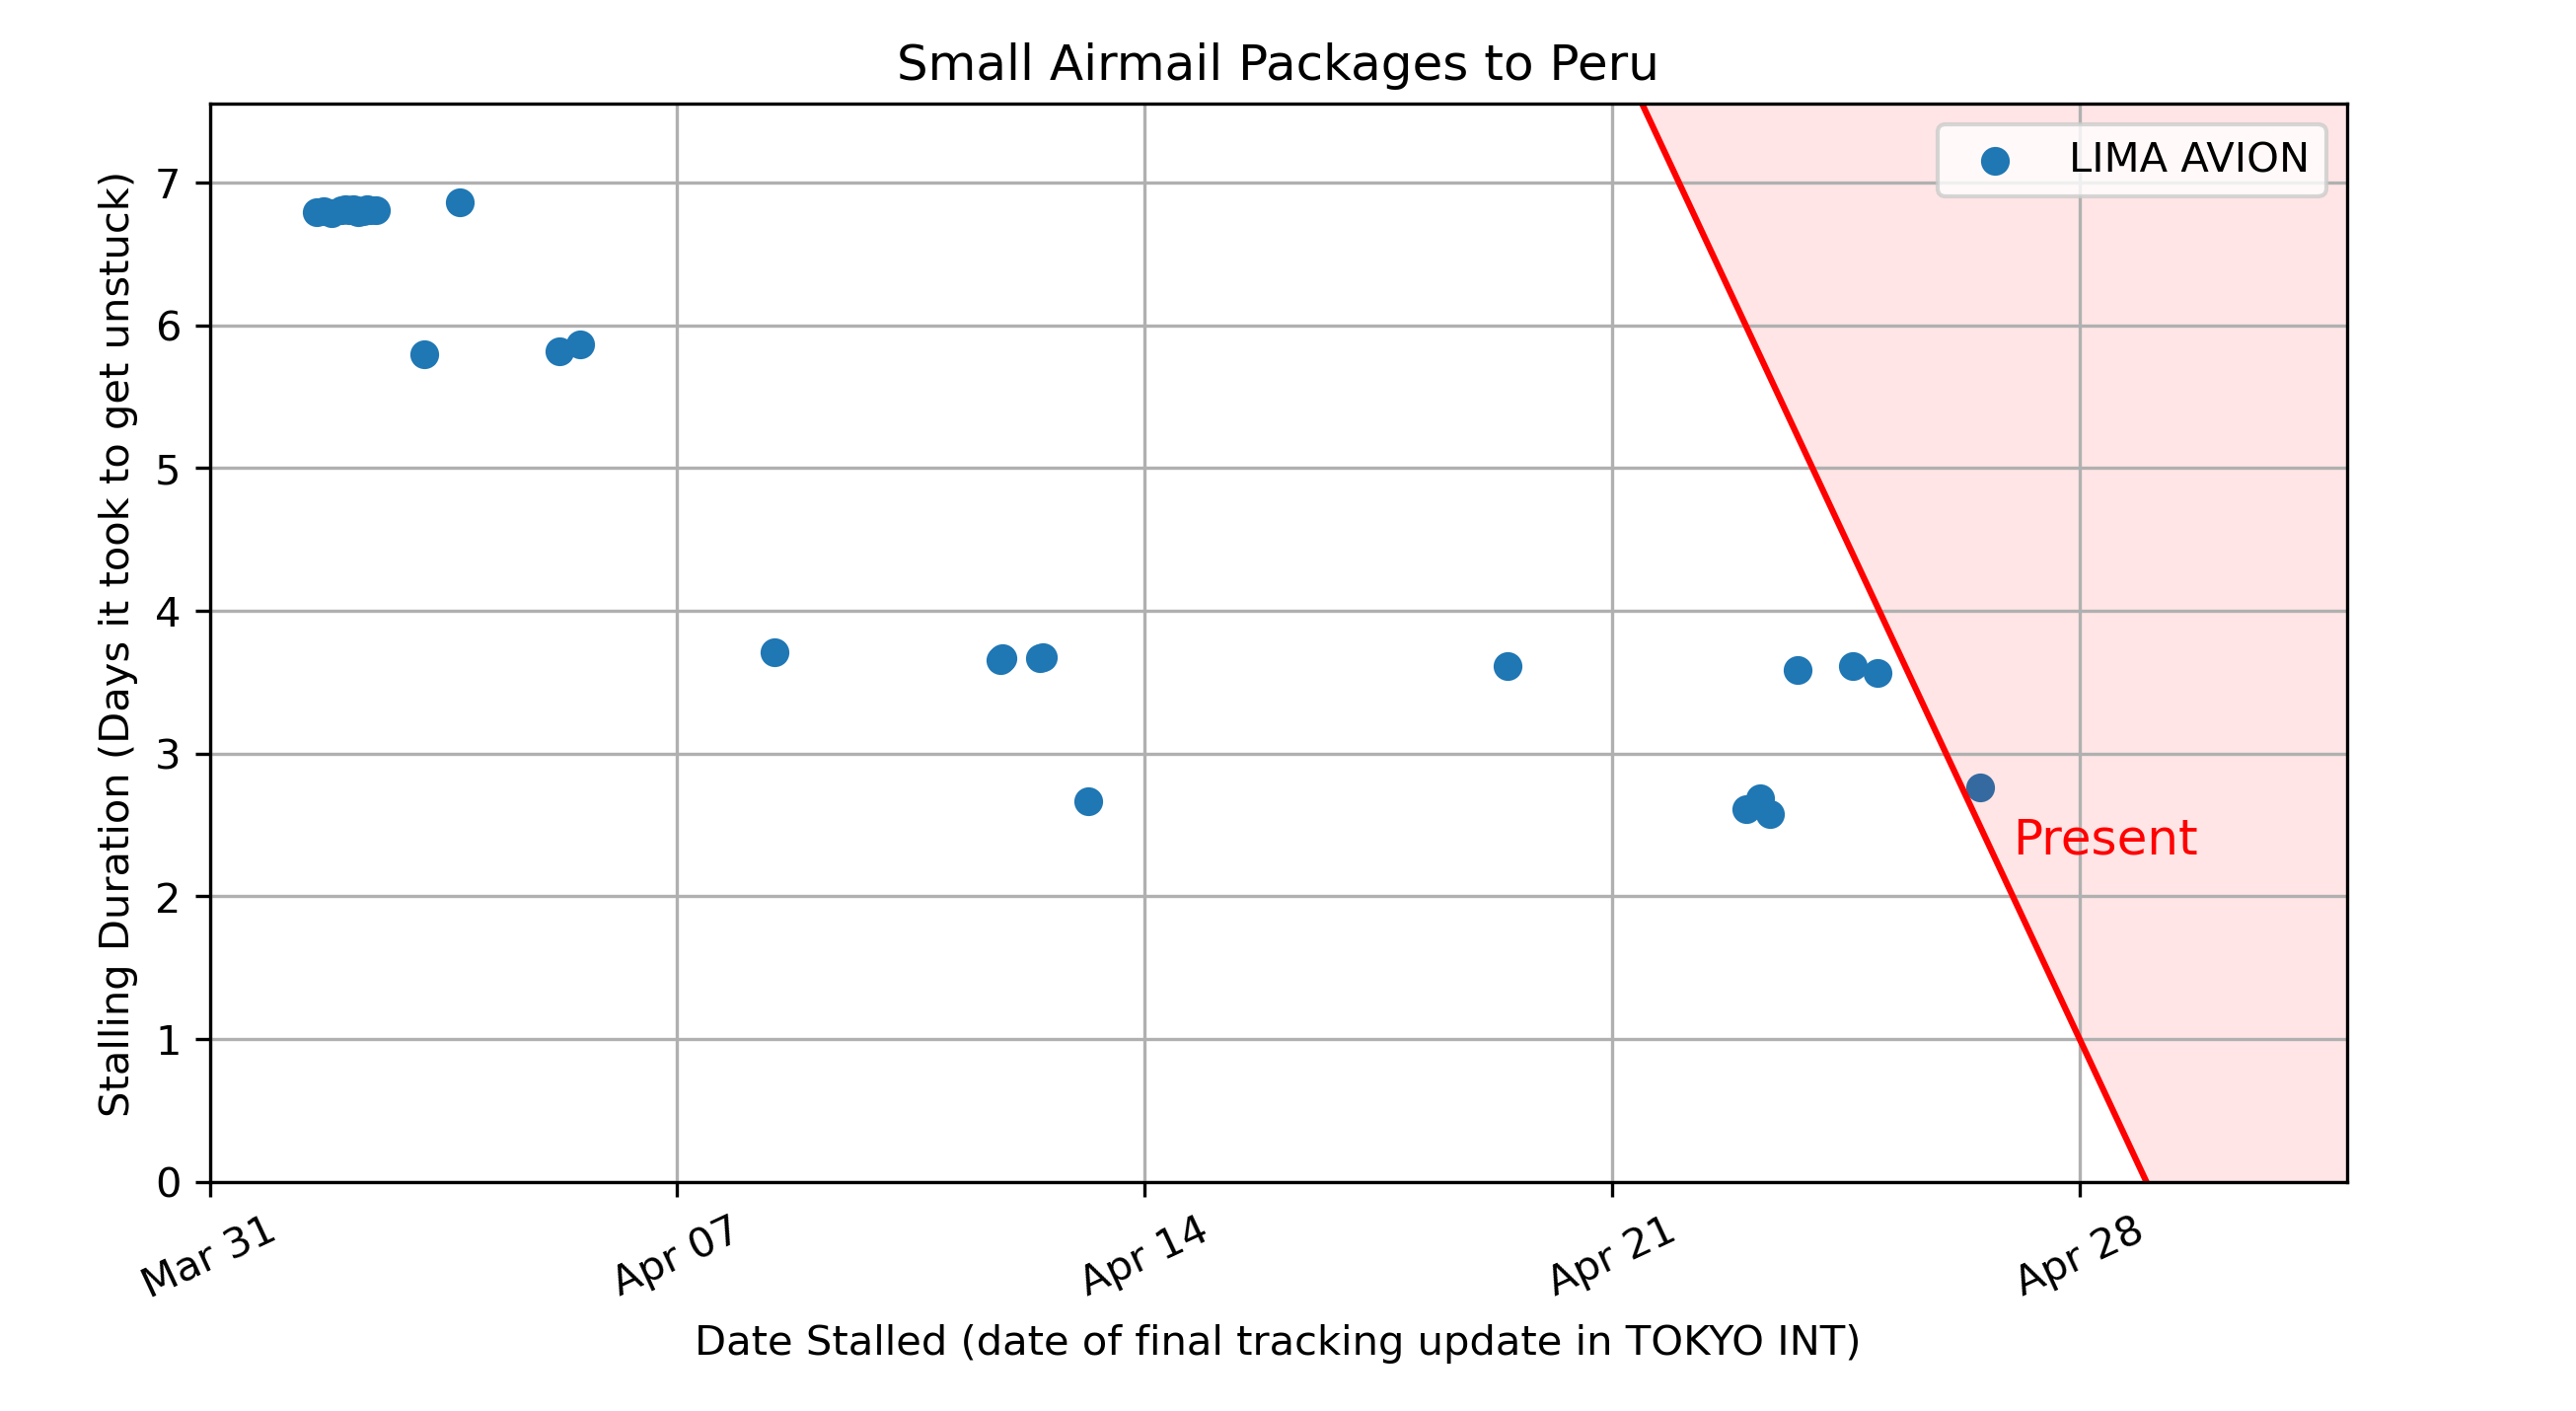 Small Airmail Packages to Peru
LIMA AVION
Stalling Duration (Days it took to get unstuck)
7
6
5
4
3
2
1
0
Present
Mar 31
Apr 07
Apr 14
Apr 21
Apr 28
Date Stalled (date of final tracking update in TOKYO INT)